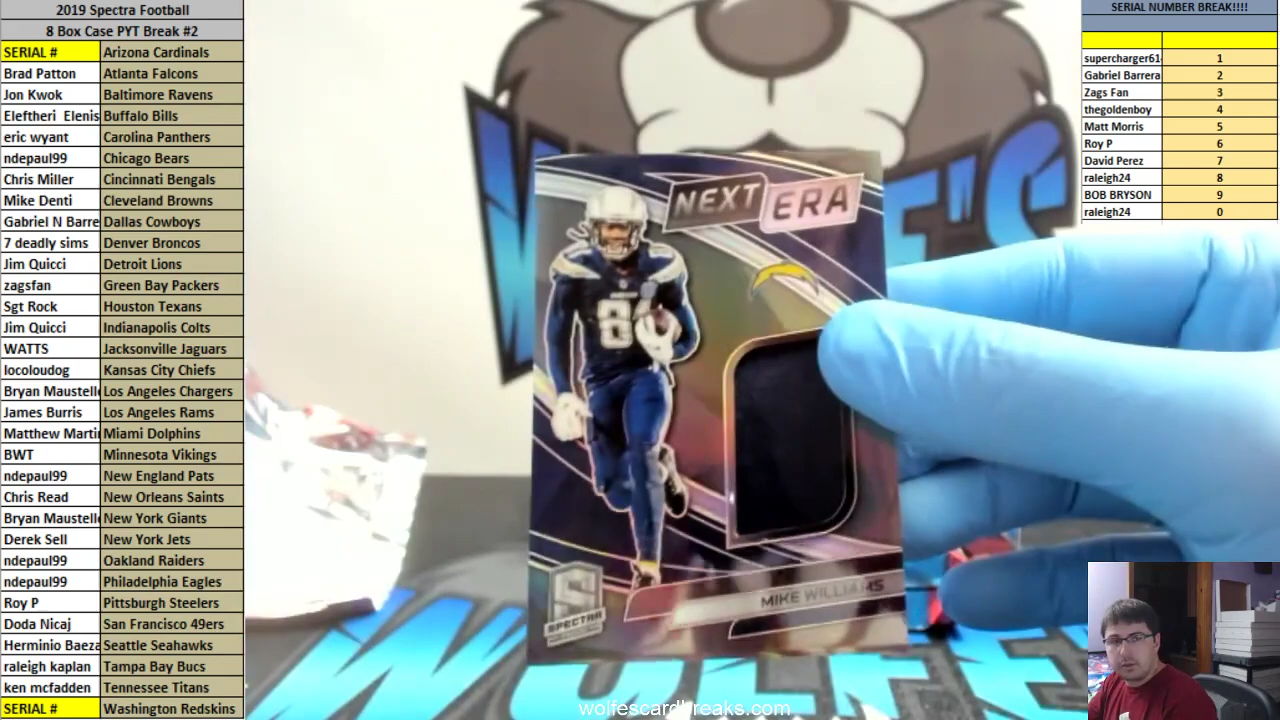 2019 Spectra Football
8 Box Case PYT Break #2
SERIAL # Arizona Cardinals
Brad Patton Atlanta Falcons
Jon Kwok Baltimore Ravens
Eleftheri Elenis Buffalo Bills
eric wyant Carolina Panthers
ndepaul99 Chicago Bears
Chris Miller Cincinnati Bengals
Mike Denti Cleveland Browns
Gabriel N Barre Dallas Cowboys
7 deadly sims Denver Broncos
Jim Quicci Detroit Lions
zagsfan Green Bay Packers
Sgt Rock Houston Texans
Jim Quicci Indianapolis Colts
WATTS Jacksonville Jaguars
locoloudog Kansas City Chiefs
Bryan Maustelle Los Angeles Chargers
James Burris Los Angeles Rams
Matthew Martin Miami Dolphins
BWT Minnesota Vikings
ndepaul99 New England Pats
Chris Read New Orleans Saints
Bryan Maustelle New York Giants
Derek Sell New York Jets
ndepaul99 Oakland Raiders
ndepaul99 Philadelphia Eagles
Roy P Pittsburgh Steelers
Doda Nicaj San Francisco 49ers
Herminio Baeza Seattle Seahawks
raleigh kaplan Tampa Bay Bucs
ken mcfadden Tennessee Titans
SERIAL # Washington Redskins
NEXT ERA
8
MIKE WILLIAMS
SPECTRA
WOLFE
wolfescardbreaks.com
SERIAL NUMBER BREAK!!!!
supercharger61 1
Gabriel Barrera 2
Zags Fan 3
thegoldenboy 4
Matt Morris 5
Roy P 6
David Perez 7
raleigh24 8
BOB BRYSON 9
raleigh24 0